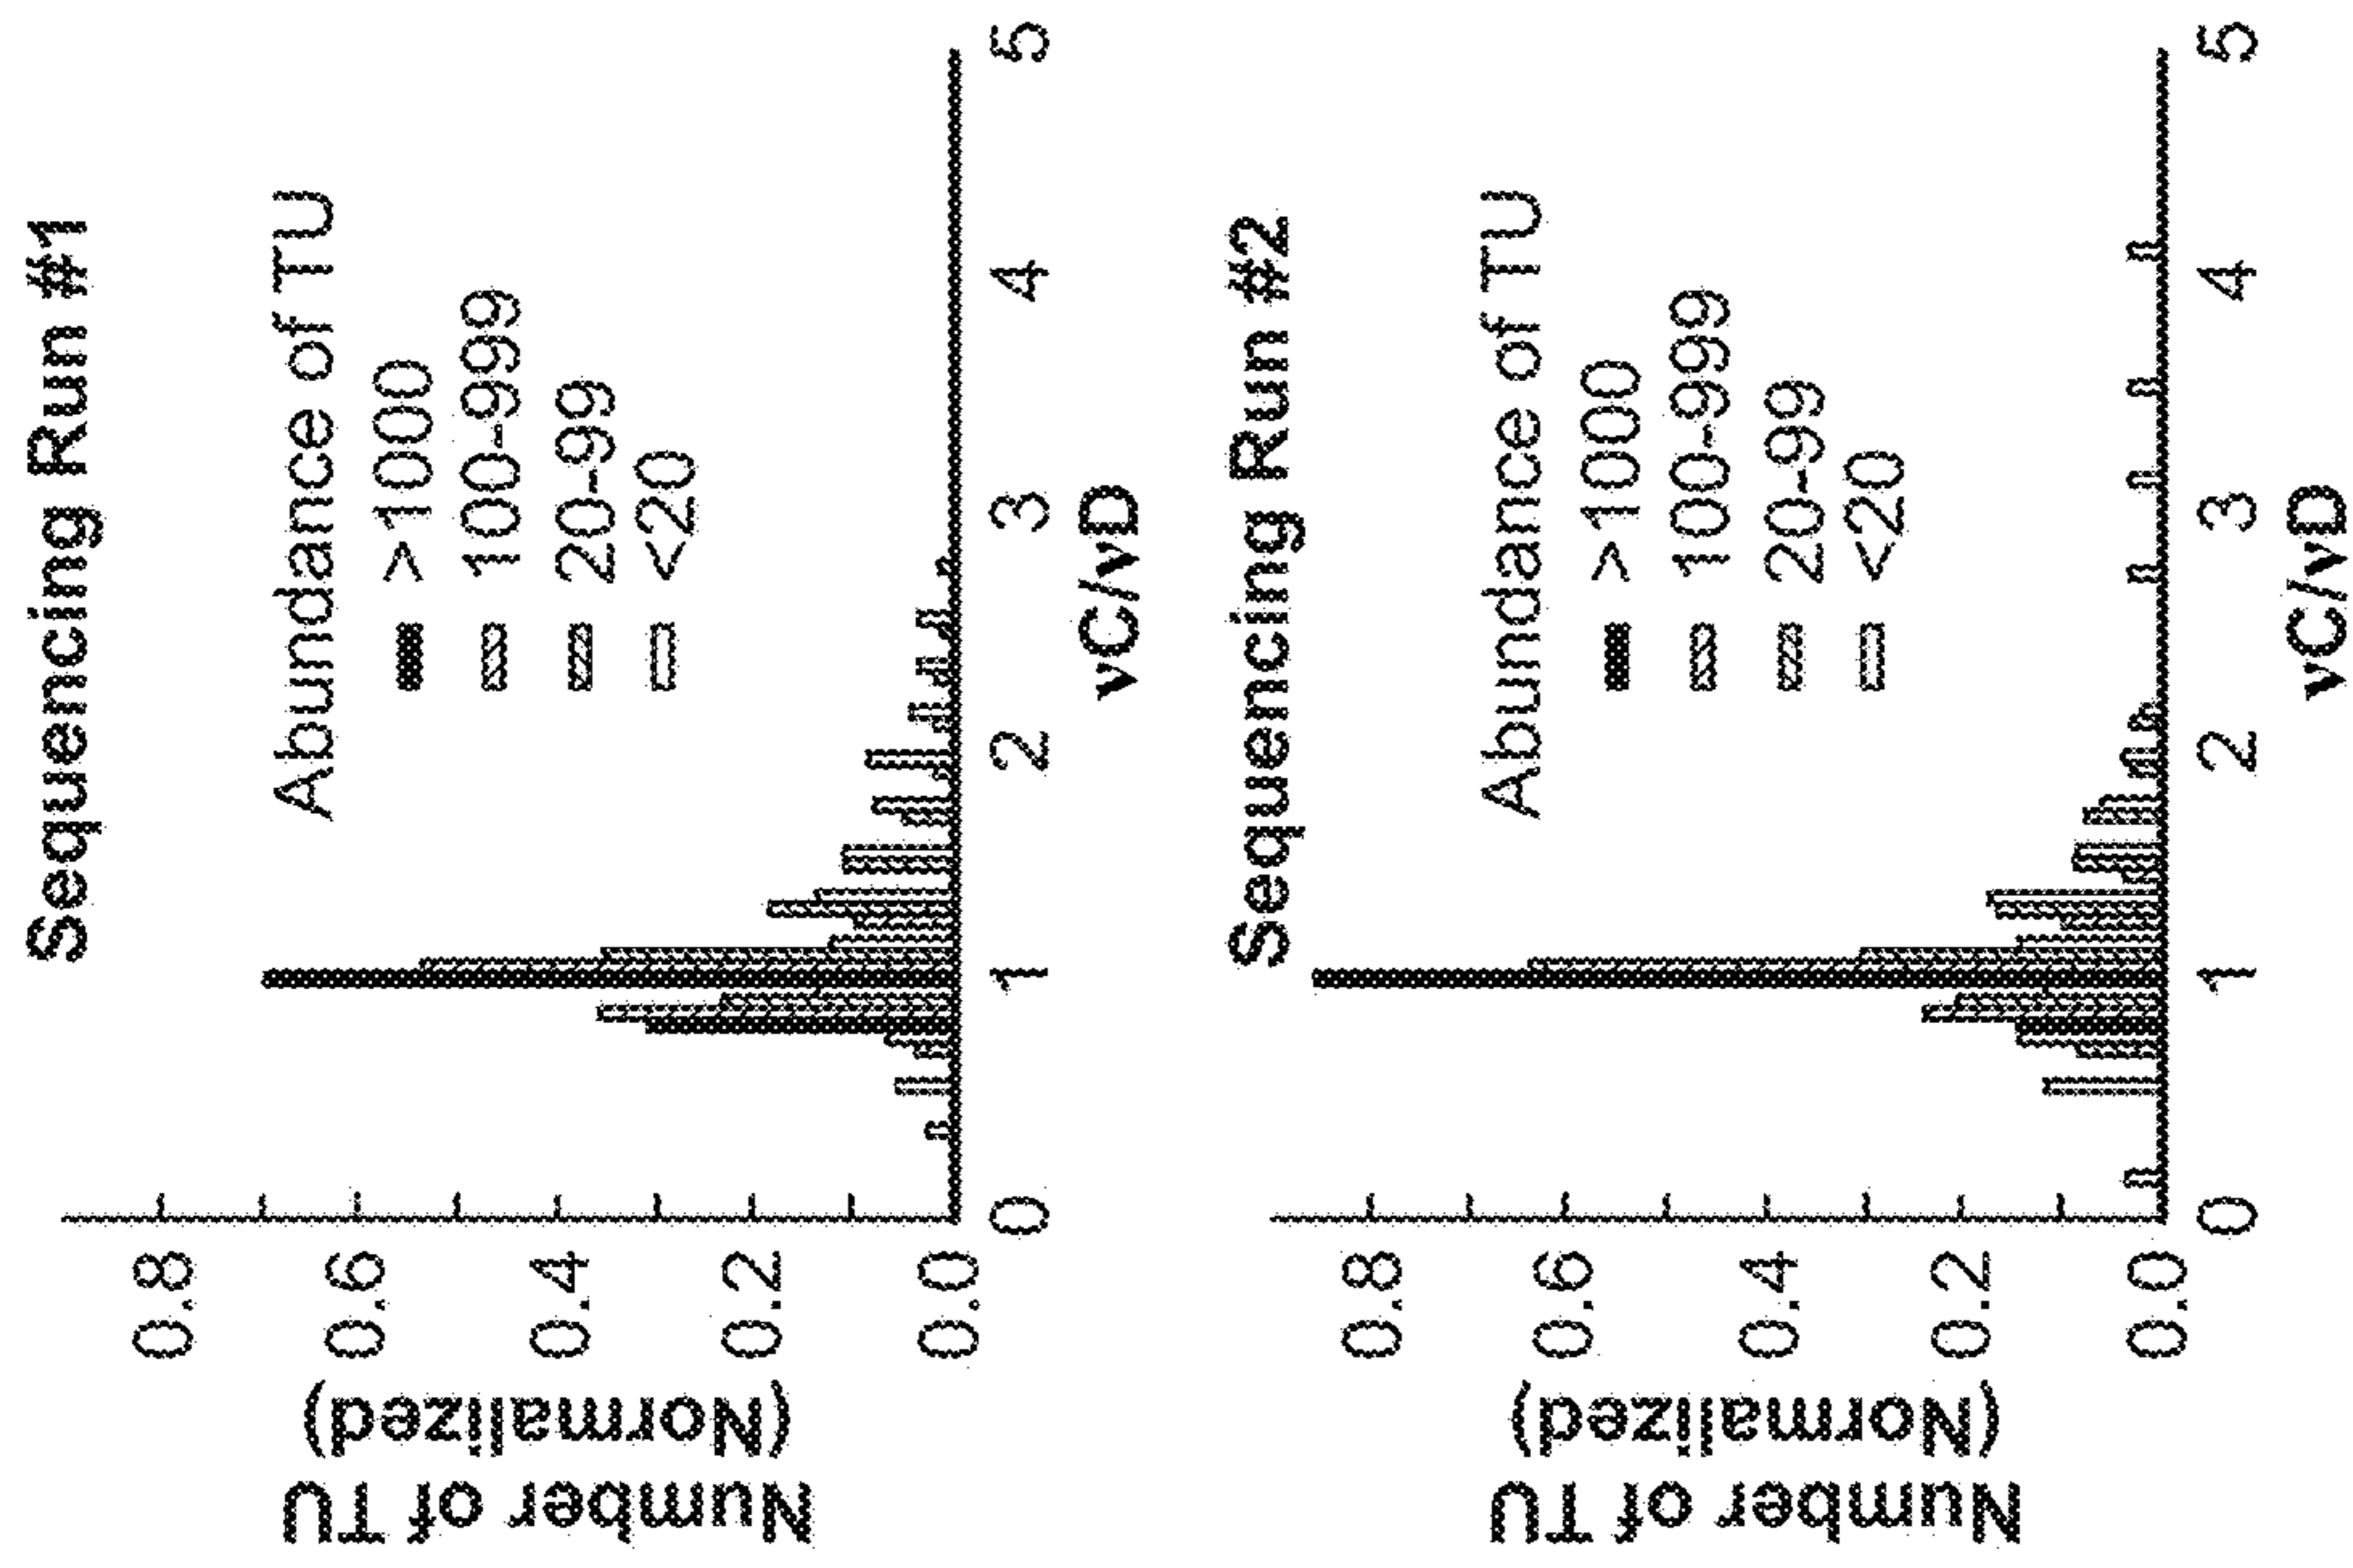 Sequencing Run #1
Number of TU
(Normalized)
0.8
0.6
0.4
0.2
0.0
Abundance of TU
>1000
100-999
20-99
<20
0 1 2 3 4 5
vC/vD
Sequencing Run #2
Number of TU
(Normalized)
0.8
0.6
0.4
0.2
0.0
Abundance of TU
>1000
100-999
20-99
<20
0 1 2 3 4 5
vC/vD